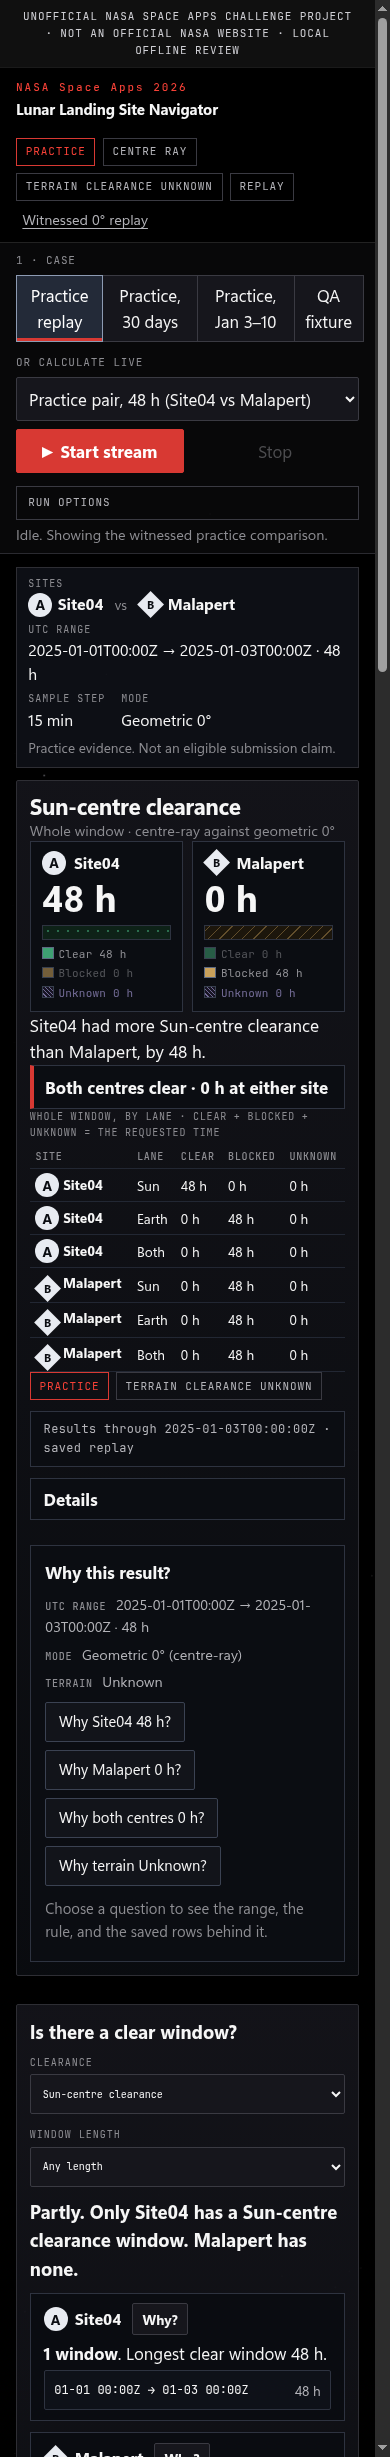 UNOFFICIAL NASA SPACE APPS CHALLENGE PROJECT
· NOT AN OFFICIAL NASA WEBSITE · LOCAL
OFFLINE REVIEW
NASA Space Apps 2026
Lunar Landing Site Navigator
PRACTICE
CENTRE RAY
TERRAIN CLEARANCE UNKNOWN
REPLAY
Witnessed 0° replay
1 · CASE
Practice replay
Practice, 30 days
Practice, Jan 3–10
QA fixture
OR CALCULATE LIVE
Practice pair, 48 h (Site04 vs Malapert)
▶ Start stream
Stop
RUN OPTIONS
Idle. Showing the witnessed practice comparison.
SITES
A Site04 vs B Malapert
UTC RANGE
2025-01-01T00:00Z → 2025-01-03T00:00Z · 48
h
SAMPLE STEP MODE
15 min Geometric 0°
Practice evidence. Not an eligible submission claim.
Sun-centre clearance
Whole window · centre-ray against geometric 0°
A Site04
48 h
Clear 48 h
Blocked 0 h
Unknown 0 h
B Malapert
0 h
Clear 0 h
Blocked 48 h
Unknown 0 h
Site04 had more Sun-centre clearance
than Malapert, by 48 h.
Both centres clear · 0 h at either site
WHOLE WINDOW, BY LANE · CLEAR + BLOCKED +
UNKNOWN = THE REQUESTED TIME
SITE LANE CLEAR BLOCKED UNKNOWN
A Site04 Sun 48 h 0 h 0 h
A Site04 Earth 0 h 48 h 0 h
A Site04 Both 0 h 48 h 0 h
B Malapert Sun 0 h 48 h 0 h
B Malapert Earth 0 h 48 h 0 h
B Malapert Both 0 h 48 h 0 h
PRACTICE
TERRAIN CLEARANCE UNKNOWN
Results through 2025-01-03T00:00:00Z ·
saved replay
Details
Why this result?
UTC RANGE 2025-01-01T00:00Z → 2025-01-
03T00:00Z · 48 h
MODE Geometric 0° (centre-ray)
TERRAIN Unknown
Why Site04 48 h?
Why Malapert 0 h?
Why both centres 0 h?
Why terrain Unknown?
Choose a question to see the range, the
rule, and the saved rows behind it.
Is there a clear window?
CLEARANCE
Sun-centre clearance
WINDOW LENGTH
Any length
Partly. Only Site04 has a Sun-centre
clearance window. Malapert has
none.
A Site04 Why?
1 window. Longest clear window 48 h.
01-01 00:00Z → 01-03 00:00Z 48 h
B Malapert Why?